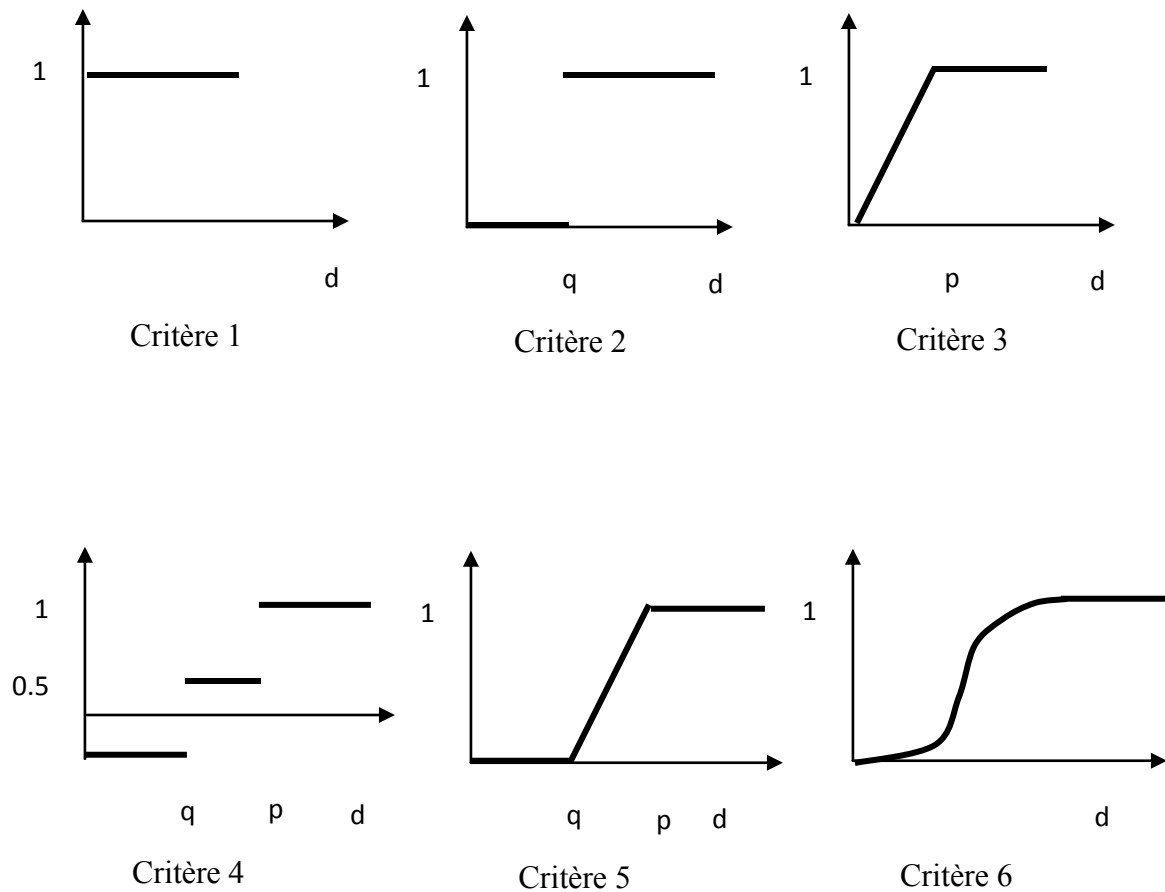 1
d
Critère 1
1
q d
Critère 2
1
p d
Critère 3
1
0.5
q p d
Critère 4
1
q p d
Critère 5
1
d
Critère 6